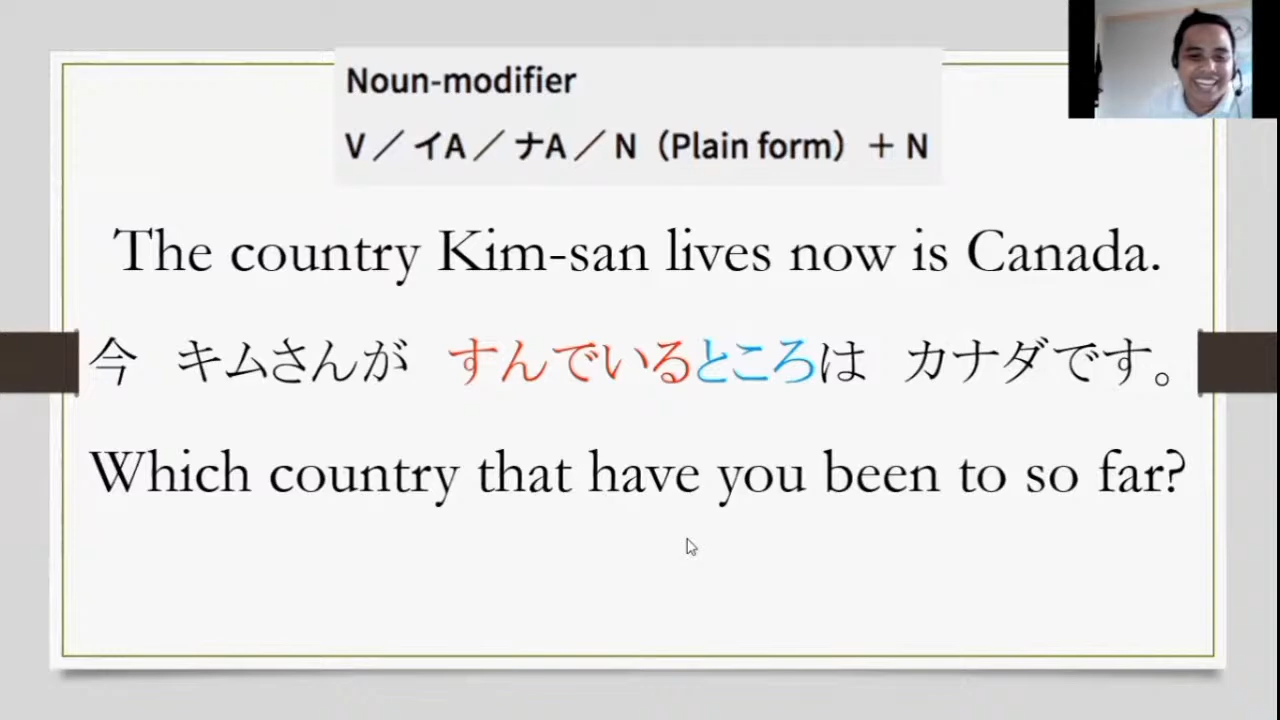 Noun-modifier
V／イA／ナA／N（Plain form）＋ N
The country Kim-san lives now is Canada.
今　キムさんが　すんでいるところは　カナダです。
Which country that have you been to so far?